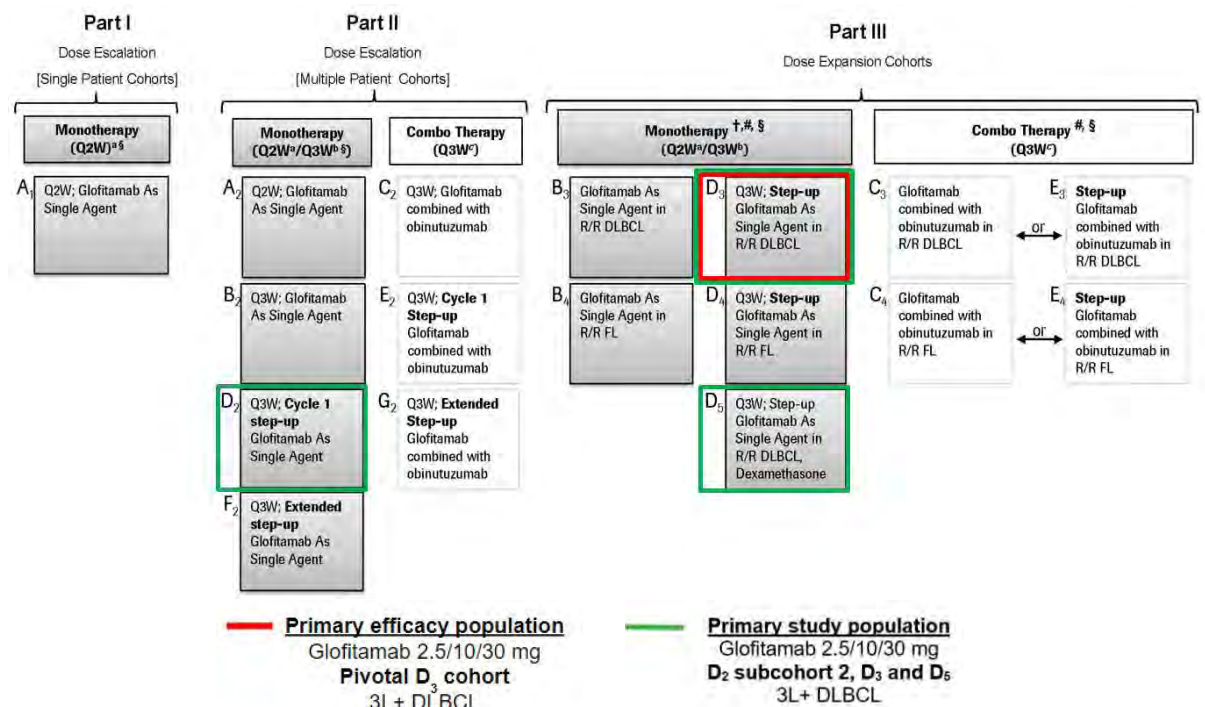 Part I
Dose Escalation
[Single Patient Cohorts]
Monotherapy
(Q2W)a §
A1
Q2W; Glofitamab As
Single Agent
Part II
Dose Escalation
[Multiple Patient Cohorts]
Monotherapy
(Q2Wa/Q3Wb §)
A2
Q2W; Glofitamab
As Single Agent
B2
Q3W; Glofitamab
As Single Agent
D2
Q3W; Cycle 1
step-up
Glofitamab As
Single Agent
F2
Q3W; Extended
step-up
Glofitamab As
Single Agent
Combo Therapy
(Q3Wc)
C2
Q3W; Glofitamab
combined with
obinutuzumab
E2
Q3W; Cycle 1
Step-up
Glofitamab
combined with
obinutuzumab
G2
Q3W; Extended
Step-up
Glofitamab
combined with
obinutuzumab
Part III
Dose Expansion Cohorts
Monotherapy †,#, §
(Q2Wa/Q3Wb)
B3
Glofitamab As
Single Agent in
R/R DLBCL
D3
Q3W; Step-up
Glofitamab As
Single Agent in
R/R DLBCL
B4
Glofitamab As
Single Agent in
R/R FL
D4
Q3W; Step-up
Glofitamab As
Single Agent in
R/R FL
D5
Q3W; Step-up
Glofitamab As
Single Agent in
R/R DLBCL,
Dexamethasone
Combo Therapy #, §
(Q3Wc)
C3
Glofitamab
combined with
obinutuzumab in
R/R DLBCL
or
E3
Step-up
Glofitamab
combined with
obinutuzumab in
R/R DLBCL
C4
Glofitamab
combined with
obinutuzumab in
R/R FL
or
E4
Step-up
Glofitamab
combined with
obinutuzumab in
R/R FL
Primary efficacy population
Glofitamab 2.5/10/30 mg
Pivotal D3 cohort
3L+ DLBCL
Primary study population
Glofitamab 2.5/10/30 mg
D2 subcohort 2, D3 and D5
3L+ DLBCL